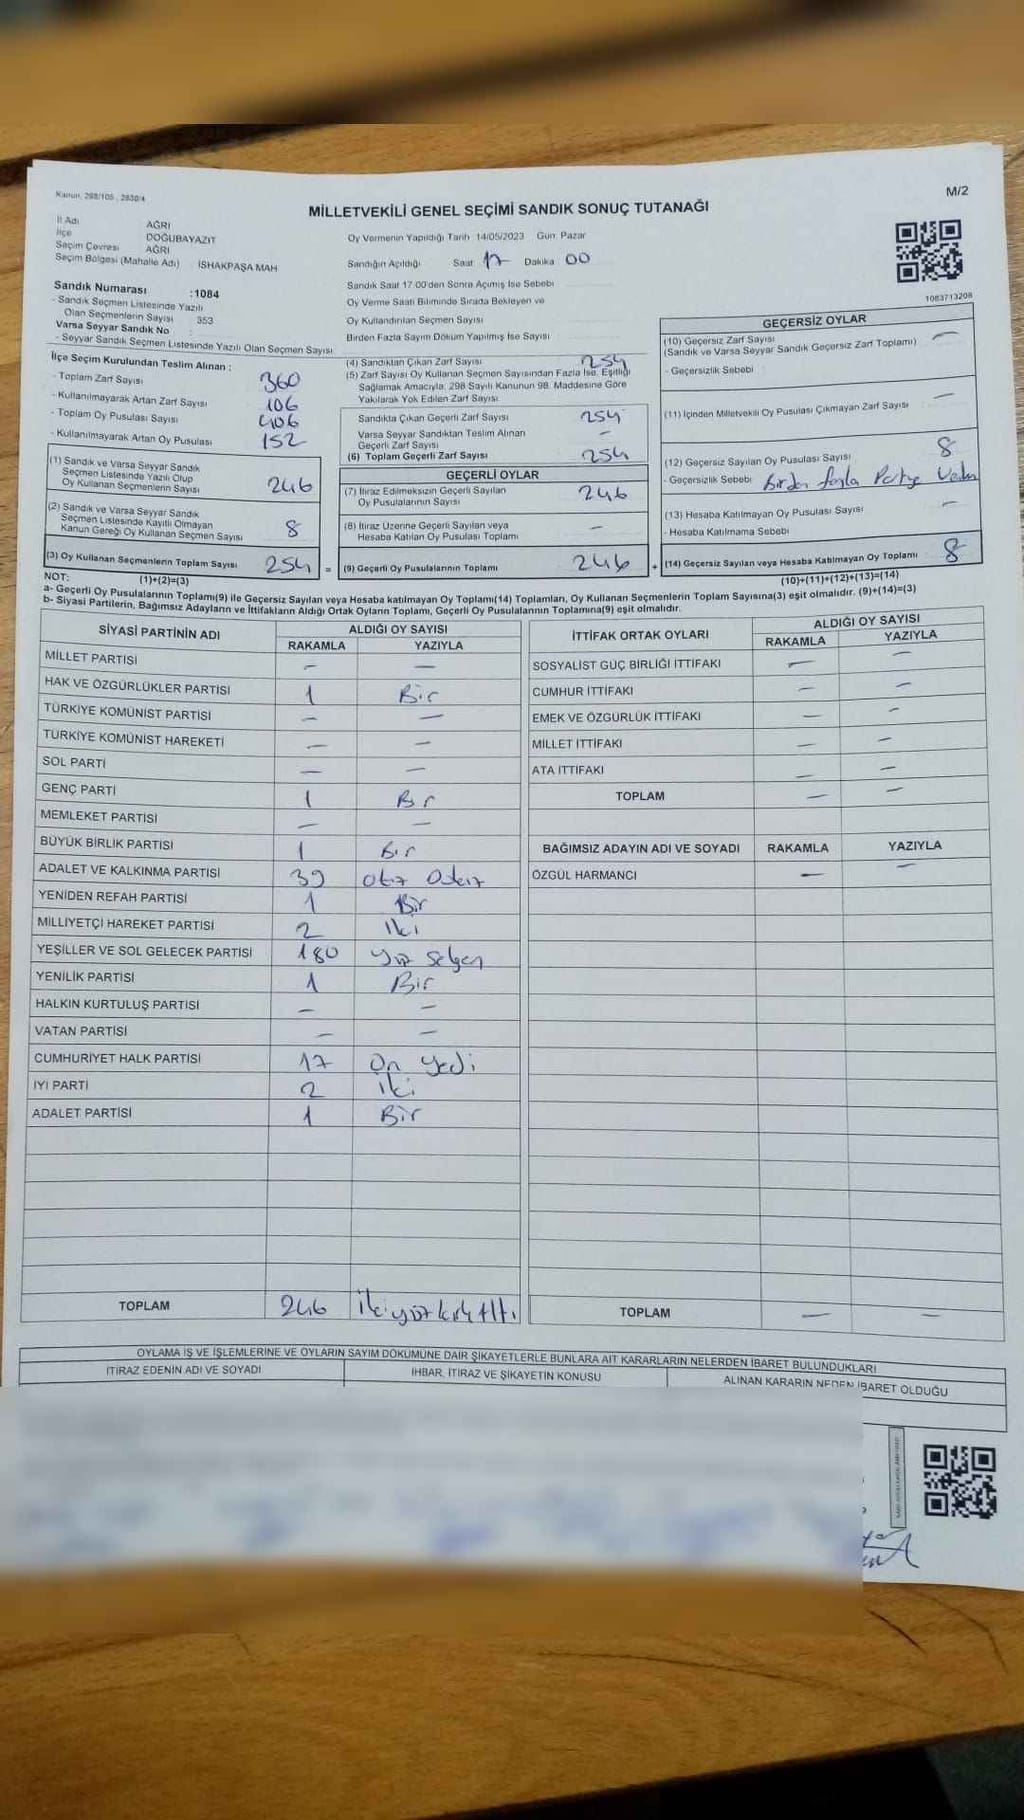 Kanun, 298/105 , 2839/4
M/2
MİLLETVEKİLİ GENEL SEÇİMİ SANDIK SONUÇ TUTANAĞI
İl Adı AĞRI
İlçe DOĞUBAYAZIT
Seçim Çevresi AĞRI
Seçim Bölgesi (Mahalle Adı) : İSHAKPAŞA MAH
Sandık Numarası :1084
- Sandık Seçmen Listesinde Yazılı
Olan Seçmenlerin Sayısı : 353
Varsa Seyyar Sandık No
- Seyyar Sandık Seçmen Listesinde Yazılı Olan Seçmen Sayısı
Oy Vermenin Yapıldığı Tarih 14/05/2023 Gün: Pazar
Sandığın Açıldığı Saat: 17 Dakika 00
Sandık Saat 17.00'den Sonra Açılmış İse Sebebi
Oy Verme Saati Bitiminde Sırada Bekleyen ve
Oy Kullandırılan Seçmen Sayısı
Birden Fazla Sayım Döküm Yapılmış İse Sayısı
1083713208
İlçe Seçim Kurulundan Teslim Alınan :
- Toplam Zarf Sayısı 360
- Kullanılmayarak Artan Zarf Sayısı 106
- Toplam Oy Pusulası Sayısı 406
- Kullanılmayarak Artan Oy Pusulası 152
(1) Sandık ve Varsa Seyyar Sandık
Seçmen Listesinde Yazılı Olup
Oy Kullanan Seçmenlerin Sayısı 246
(2) Sandık ve Varsa Seyyar Sandık
Seçmen Listesinde Kayıtlı Olmayan
Kanun Gereği Oy Kullanan Seçmen Sayısı 8
(3) Oy Kullanan Seçmenlerin Toplam Sayısı 254 =
(4) Sandıktan Çıkan Zarf Sayısı 254
(5) Zarf Sayısı Oy Kullanan Seçmen Sayısından Fazla İse, Eşitliği
Sağlamak Amacıyla; 298 Sayılı Kanunun 98. Maddesine Göre
Yakılarak Yok Edilen Zarf Sayısı
Sandıkta Çıkan Geçerli Zarf Sayısı 254
Varsa Seyyar Sandıktan Teslim Alınan
Geçerli Zarf Sayısı –
(6) Toplam Geçerli Zarf Sayısı 254
GEÇERLİ OYLAR
(7) İtiraz Edilmeksizin Geçerli Sayılan
Oy Pusulalarının Sayısı 246
(8) İtiraz Üzerine Geçerli Sayılan veya
Hesaba Katılan Oy Pusulası Toplamı –
(9) Geçerli Oy Pusulalarının Toplamı 246 +
GEÇERSİZ OYLAR
(10) Geçersiz Zarf Sayısı –
(Sandık ve Varsa Seyyar Sandık Geçersiz Zarf Toplamı)
- Geçersizlik Sebebi
(11) İçinden Milletvekili Oy Pusulası Çıkmayan Zarf Sayısı –
(12) Geçersiz Sayılan Oy Pusulası Sayısı 8
- Geçersizlik Sebebi Birden fazla Partiye
(13) Hesaba Katılmayan Oy Pusulası Sayısı –
- Hesaba Katılmama Sebebi
(14) Geçersiz Sayılan veya Hesaba Katılmayan Oy Toplamı 8
NOT: (1)+(2)=(3)
(10)+(11)+(12)+(13)=(14)
a- Geçerli Oy Pusulalarının Toplamı(9) ile Geçersiz Sayılan veya Hesaba katılmayan Oy Toplamı(14) Toplamları, Oy Kullanan Seçmenlerin Toplam Sayısına(3) eşit olmalıdır. (9)+(14)=(3)
b- Siyasi Partilerin, Bağımsız Adayların ve İttifakların Aldığı Ortak Oyların Toplamı, Geçerli Oy Pusulalarının Toplamına(9) eşit olmalıdır.
SİYASİ PARTİNİN ADI ALDIĞI OY SAYISI
RAKAMLA YAZIYLA
MİLLET PARTİSİ – –
HAK VE ÖZGÜRLÜKLER PARTİSİ 1 Bir
TÜRKİYE KOMÜNİST PARTİSİ – –
TÜRKİYE KOMÜNİST HAREKETİ – –
SOL PARTİ – –
GENÇ PARTİ 1 Bir
MEMLEKET PARTİSİ – –
BÜYÜK BİRLİK PARTİSİ 1 Bir
ADALET VE KALKINMA PARTİSİ 39 otuz dokuz
YENİDEN REFAH PARTİSİ 1 Bir
MİLLİYETÇİ HAREKET PARTİSİ 2 İki
YEŞİLLER VE SOL GELECEK PARTİSİ 180 yüz seksen
YENİLİK PARTİSİ 1 Bir
HALKIN KURTULUŞ PARTİSİ – –
VATAN PARTİSİ – –
CUMHURİYET HALK PARTİSİ 17 On yedi
İYİ PARTİ 2 İki
ADALET PARTİSİ 1 Bir
TOPLAM 246 İkiyüz kırk Altı
İTTİFAK ORTAK OYLARI ALDIĞI OY SAYISI
RAKAMLA YAZIYLA
SOSYALİST GÜÇ BİRLİĞİ İTTİFAKI – –
CUMHUR İTTİFAKI – –
EMEK VE ÖZGÜRLÜK İTTİFAKI – –
MİLLET İTTİFAKI – –
ATA İTTİFAKI – –
TOPLAM – –
BAĞIMSIZ ADAYIN ADI VE SOYADI RAKAMLA YAZIYLA
ÖZGÜL HARMANCI – –
TOPLAM – –
OYLAMA İŞ VE İŞLEMLERİNE VE OYLARIN SAYIM DÖKÜMÜNE DAİR ŞİKAYETLERLE BUNLARA AİT KARARLARIN NELERDEN İBARET BULUNDUKLARI
İTİRAZ EDENİN ADI VE SOYADI İHBAR, İTİRAZ VE ŞİKAYETİN KONUSU ALINAN KARARIN NEDEN İBARET OLDUĞU